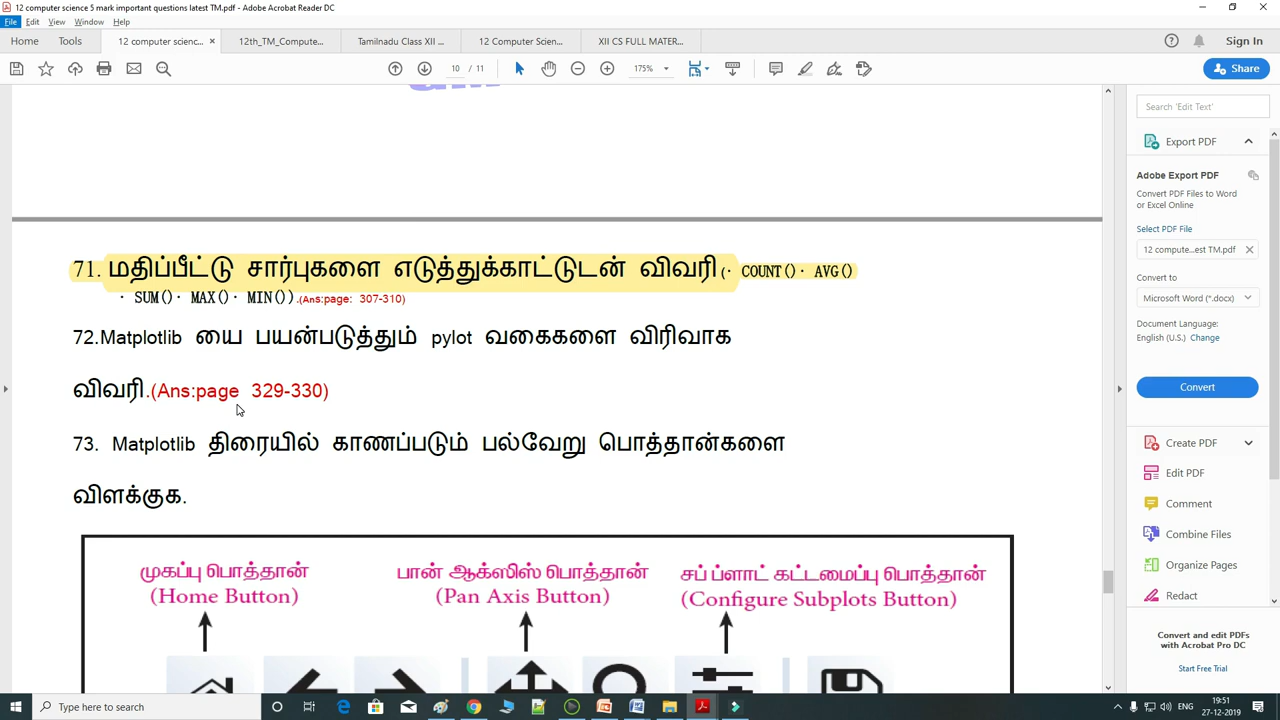 12 computer science 5 mark important questions latest TM.pdf - Adobe Acrobat Reader DC
File Edit View Window Help
Home Tools 12 computer scienc... × 12th_TM_Compute... Tamilnadu Class XII ... 12 Computer Scien... XII CS FULL MATER... Sign In
10 / 11 175% Share
71. மதிப்பீட்டு சார்புகளை எடுத்துக்காட்டுடன் விவரி (· COUNT()· AVG()
· SUM()· MAX()· MIN()).(Ans:page: 307-310)
72.Matplotlib யை பயன்படுத்தும் pylot வகைகளை விரிவாக
விவரி.(Ans:page 329-330)
73. Matplotlib திரையில் காணப்படும் பல்வேறு பொத்தான்களை
விளக்குக.
முகப்பு பொத்தான் பான் ஆக்ஸிஸ் பொத்தான் சப் ப்ளாட் கட்டமைப்பு பொத்தான்
(Home Button) (Pan Axis Button) (Configure Subplots Button)
Search 'Edit Text'
Export PDF
Adobe Export PDF
Convert PDF Files to Word
or Excel Online
Select PDF File
12 compute...est TM.pdf ×
Convert to
Microsoft Word (*.docx)
Document Language:
English (U.S.) Change
Convert
Create PDF
Edit PDF
Comment
Combine Files
Organize Pages
Redact
Convert and edit PDFs
with Acrobat Pro DC
Start Free Trial
Type here to search
ENG
19:51
27-12-2019